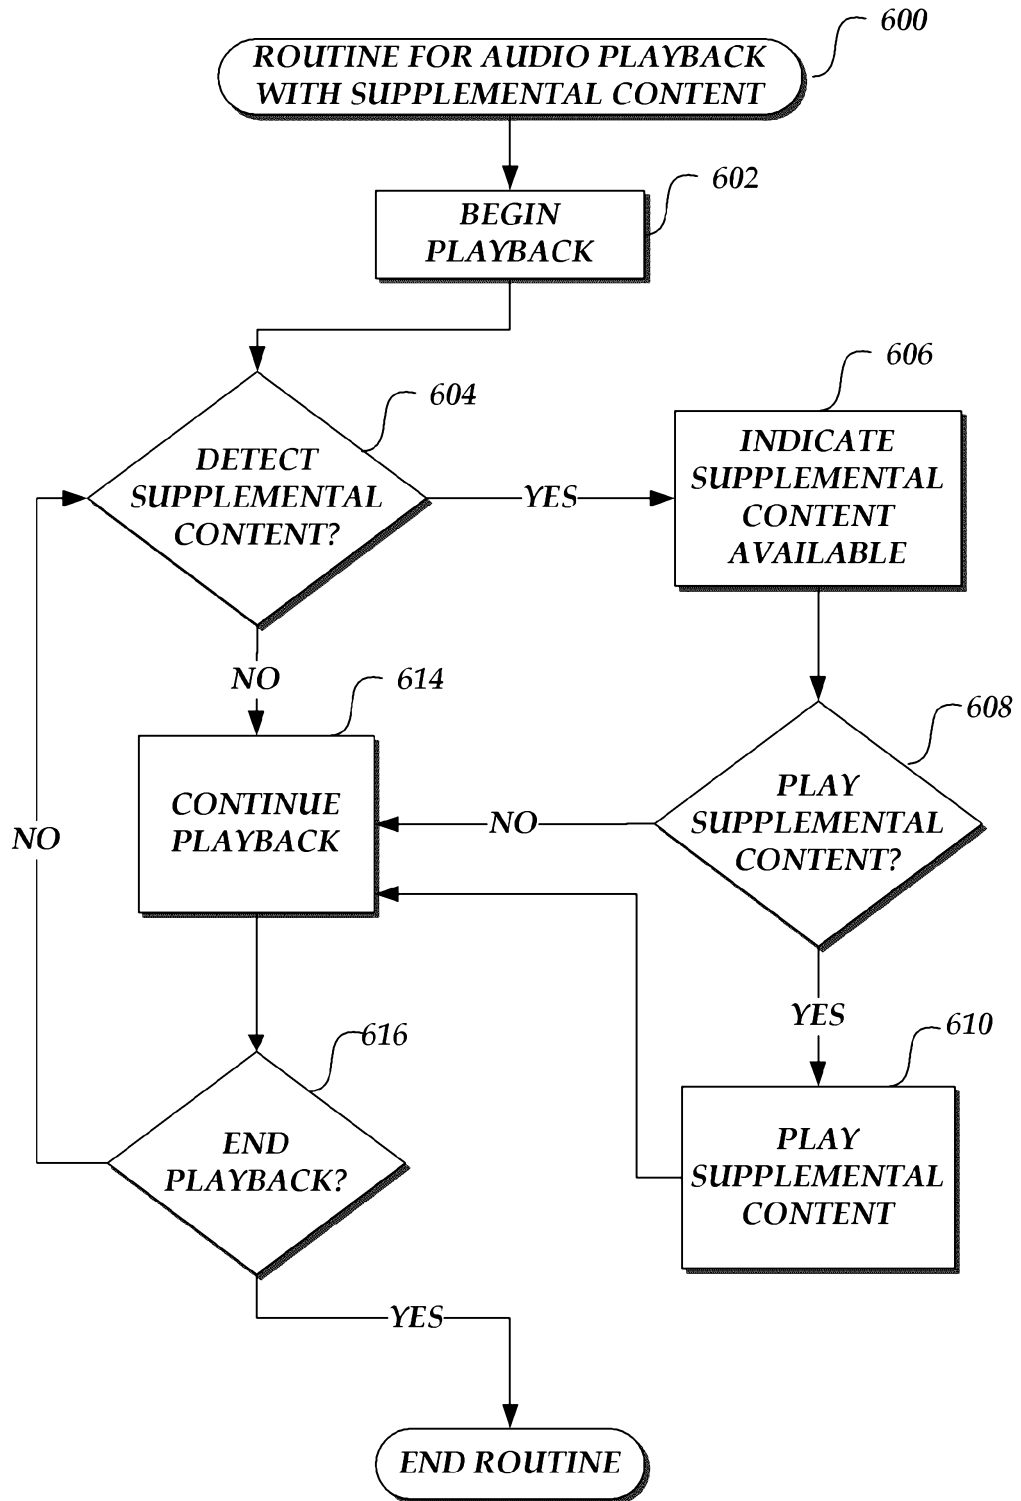 600
ROUTINE FOR AUDIO PLAYBACK
WITH SUPPLEMENTAL CONTENT
602
BEGIN
PLAYBACK
604
DETECT
SUPPLEMENTAL
CONTENT?
YES
606
INDICATE
SUPPLEMENTAL
CONTENT
AVAILABLE
NO
614
CONTINUE
PLAYBACK
NO
608
PLAY
SUPPLEMENTAL
CONTENT?
NO
YES
610
PLAY
SUPPLEMENTAL
CONTENT
616
END
PLAYBACK?
YES
END ROUTINE